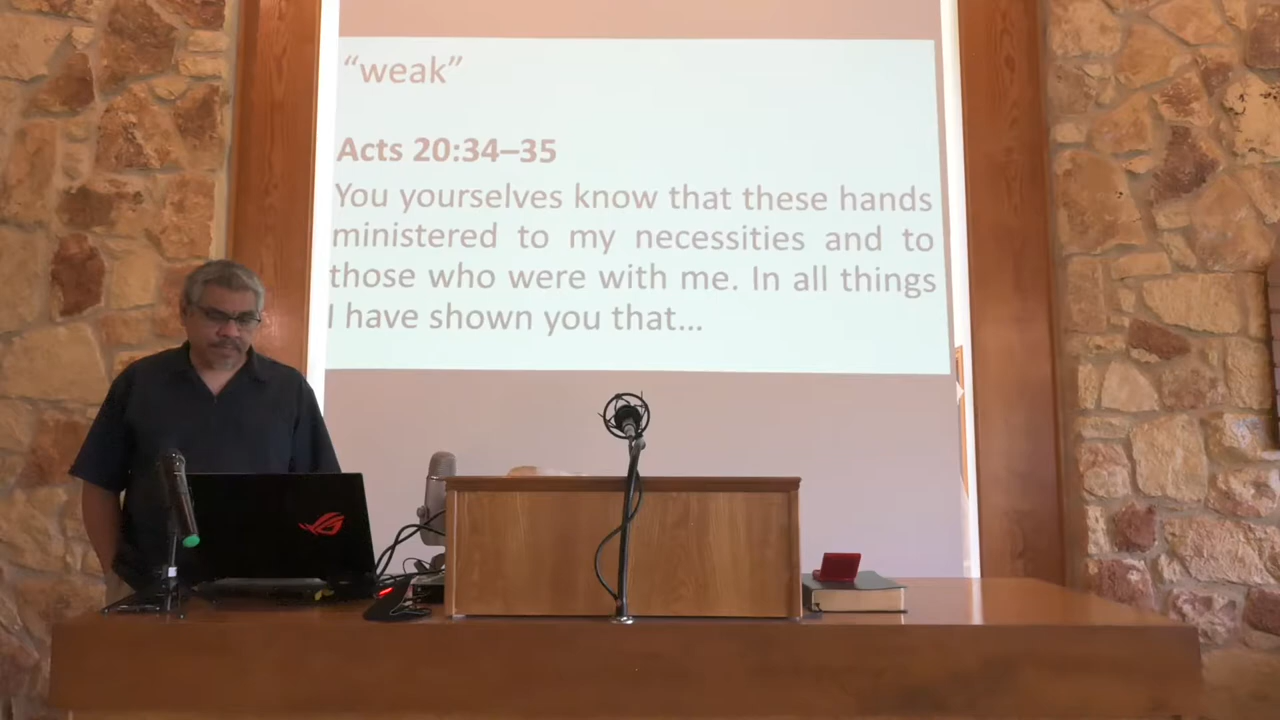 “weak”
Acts 20:34–35
You yourselves know that these hands
ministered to my necessities and to
those who were with me. In all things
I have shown you that...